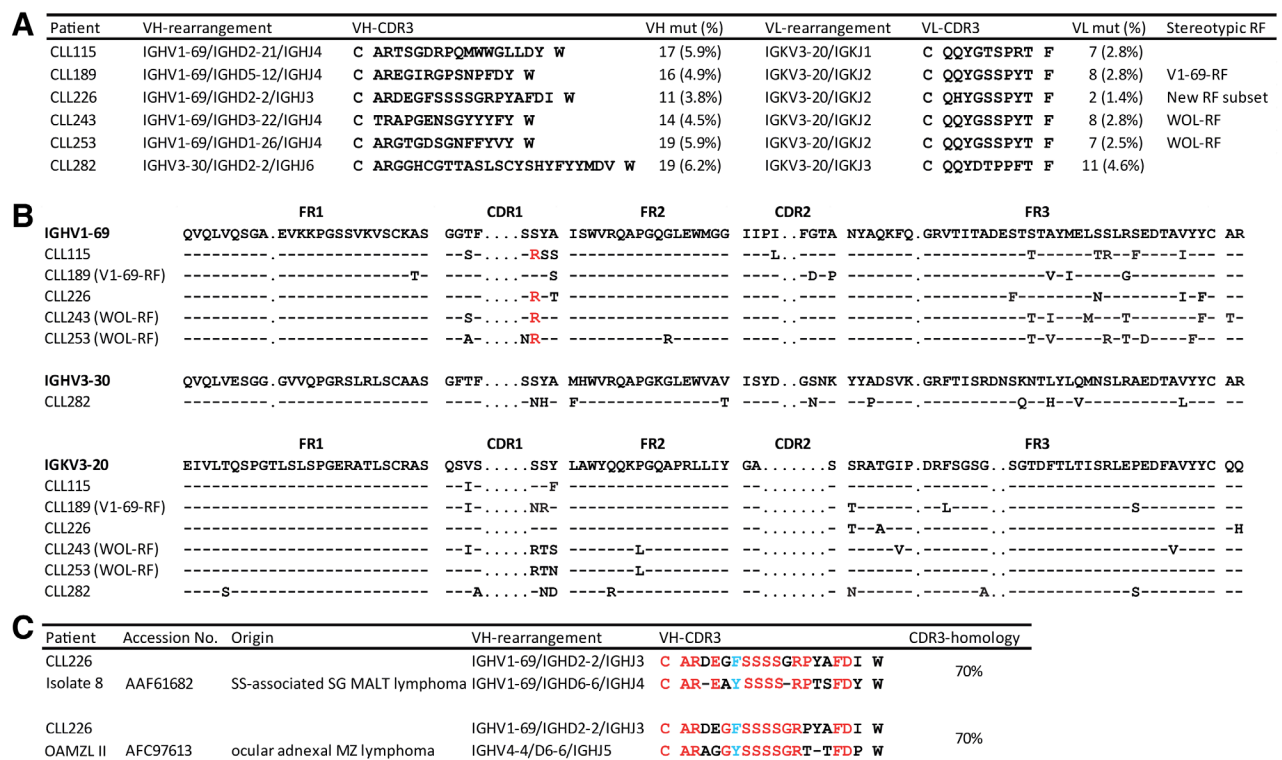 A
Patient VH-rearrangement VH-CDR3 VH mut (%) VL-rearrangement VL-CDR3 VL mut (%) Stereotypic RF
CLL115 IGHV1-69/IGHD2-21/IGHJ4 C ARTSGDRPQMWWGLLDY W 17 (5.9%) IGKV3-20/IGKJ1 C QQYGTSPRT F 7 (2.8%)
CLL189 IGHV1-69/IGHD5-12/IGHJ4 C AREGIRGPSNPFDY W 16 (4.9%) IGKV3-20/IGKJ2 C QQYGSSPYT F 8 (2.8%) V1-69-RF
CLL226 IGHV1-69/IGHD2-2/IGHJ3 C ARDEGFSSSSGRPYAFDI W 11 (3.8%) IGKV3-20/IGKJ2 C QHYGSSPYT F 2 (1.4%) New RF subset
CLL243 IGHV1-69/IGHD3-22/IGHJ4 C TRAPGENSGYYYFY W 14 (4.5%) IGKV3-20/IGKJ2 C QQYGSSPYT F 8 (2.8%) WOL-RF
CLL253 IGHV1-69/IGHD1-26/IGHJ4 C ARGTGDSGNFFYVY W 19 (5.9%) IGKV3-20/IGKJ2 C QQYGSSPYT F 7 (2.5%) WOL-RF
CLL282 IGHV3-30/IGHD2-2/IGHJ6 C ARGGHCGTTASLSCYSHYFYYMDV W 19 (6.2%) IGKV3-20/IGKJ3 C QQYDTPPFT F 11 (4.6%)
B
FR1 CDR1 FR2 CDR2 FR3
IGHV1-69 QVQLVQSGA.EVKKPGSSVKVSCKAS GGTF....SSYA ISWVRQAPGQGLEWMGG IIPI..FGTA NYAQKFQ.GRVTITADESTSTAYMELSSLRSEDTAVYYC AR
CLL115 ---------.---------------- --S-....-RSS ----------------- ---L..---- -------.-----------T------TR--F----I--- --
CLL189 (V1-69-RF) ---------.--------------T- ----....---S ----------------- ----..-D-P -------.-------------V-I-----G--------- --
CLL226 ---------.---------------- ----....-R-T ----------------- ----..---- -------.---------F--------N--------I-F- --
CLL243 (WOL-RF) ---------.---------------- --S-....-R-- ----------------- ----..---- -------.-----------T-I---M---T-------F- T-
CLL253 (WOL-RF) ---------.---------------- --A-....NR-- ----------R------ ----..---- -------.-----------T-V-----R-T-D----F-- --
IGHV3-30 QVQLVESGG.GVVQPGRSLRLSCAAS GFTF....SSYA MHWVRQAPGKGLEWVAV ISYD..GSNK YYADSVK.GRFTISRDNSKNTLYLQMNSLRAEDTAVYYC AR
CLL282 ---------.---------------- ----....-NH- F---------------T ----..-N-- --P----.----------Q--H--V----------L--- --
FR1 CDR1 FR2 CDR2 FR3
IGKV3-20 EIVLTQSPGTLSLSPGERATLSCRAS QSVS.....SSY LAWYQQKPGQAPRLLIY GA.......S SRATGIP.DRFSGSG..SGTDFTLTISRLEPEDFAVYYC QQ
CLL115 -------------------------- --I-.....--F ----------------- --.......- -------.-------..---------------------- --
CLL189 (V1-69-RF) -------------------------- --I-.....NR- ----------------- --.......- T------.--L----..-------------S-------- --
CLL226 -------------------------- ----.....--- ----------------- --.......- T--A---.-------..---------------------- -H
CLL243 (WOL-RF) -------------------------- --I-.....RTS -------L--------- --.......- -----V-.-------..-----------------V---- --
CLL253 (WOL-RF) -------------------------- ----.....RTN -------L--------- --.......- -------.-------..---------------------- --
CLL282 ----S--------------------- ---A.....-ND ----R------------ --.......- N------.------A..-------------S-------- --
C
Patient Accession No. Origin VH-rearrangement VH-CDR3 CDR3-homology
CLL226 IGHV1-69/IGHD2-2/IGHJ3 C ARDEGFSSSSGRPYAFDI W
70%
Isolate 8 AAF61682 SS-associated SG MALT lymphoma IGHV1-69/IGHD6-6/IGHJ4 C AR-EAYSSSS-RPTSFDY W
CLL226 IGHV1-69/IGHD2-2/IGHJ3 C ARDEGFSSSSGRPYAFDI W
70%
OAMZL II AFC97613 ocular adnexal MZ lymphoma IGHV4-4/D6-6/IGHJ5 C ARAGGYSSSSGRT-TFDP W